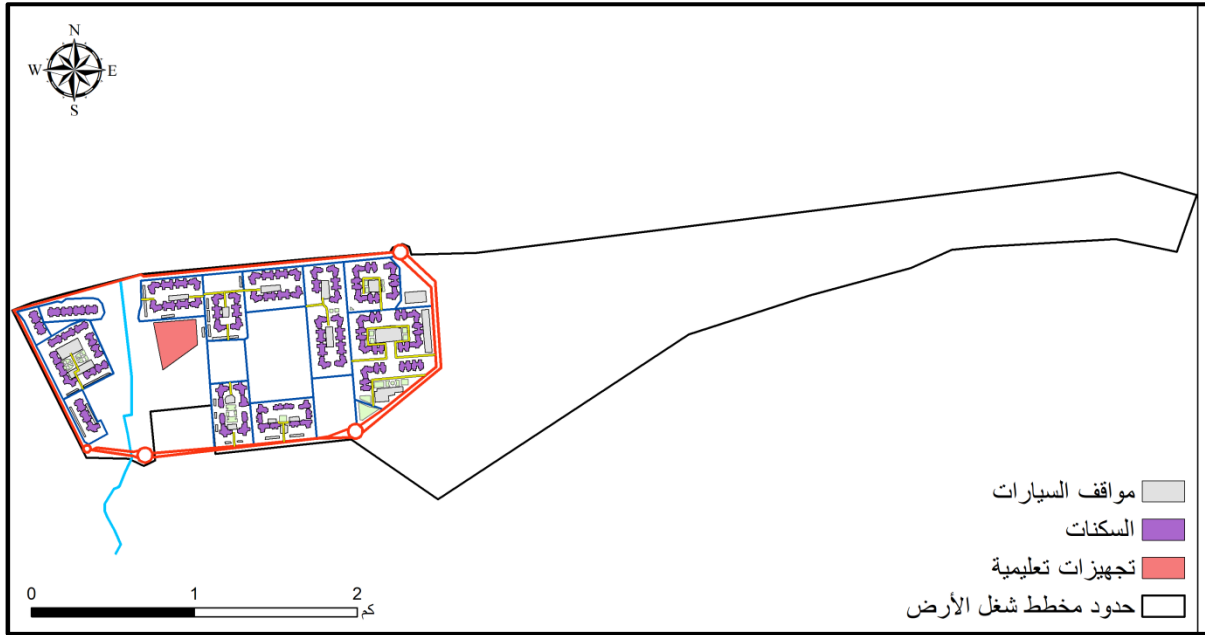 N
W E
S
مواقف السيارات
السكنات
تجهيزات تعليمية
حدود مخطط شغل الأرض
0 1 2
كم